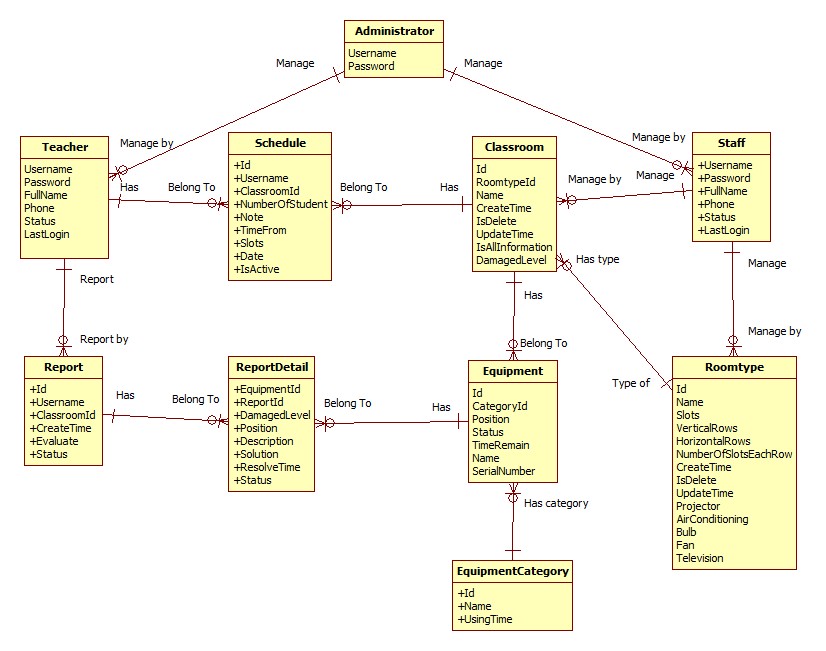 Administrator
Username
Password
Manage
Manage
Teacher
Username
Password
FullName
Phone
Status
LastLogin
Manage by
Has
Belong To
Schedule
+Id
+Username
+ClassroomId
+NumberOfStudent
+Note
+TimeFrom
+Slots
+Date
+IsActive
Belong To
Has
Classroom
Id
RoomtypeId
Name
CreateTime
IsDelete
UpdateTime
IsAllInformation
DamagedLevel
Manage by
Manage by
Manage
Staff
+Username
+Password
+FullName
+Phone
+Status
+LastLogin
Has type
Manage
Report
Has
Report by
Belong To
Manage by
Type of
Report
+Id
+Username
+ClassroomId
+CreateTime
+Evaluate
+Status
Has
Belong To
ReportDetail
+EquipmentId
+ReportId
+DamagedLevel
+Position
+Description
+Solution
+ResolveTime
+Status
Belong To
Has
Equipment
Id
CategoryId
Position
Status
TimeRemain
Name
SerialNumber
Roomtype
Id
Name
Slots
VerticalRows
HorizontalRows
NumberOfSlotsEachRow
CreateTime
IsDelete
UpdateTime
Projector
AirConditioning
Bulb
Fan
Television
Has category
EquipmentCategory
+Id
+Name
+UsingTime